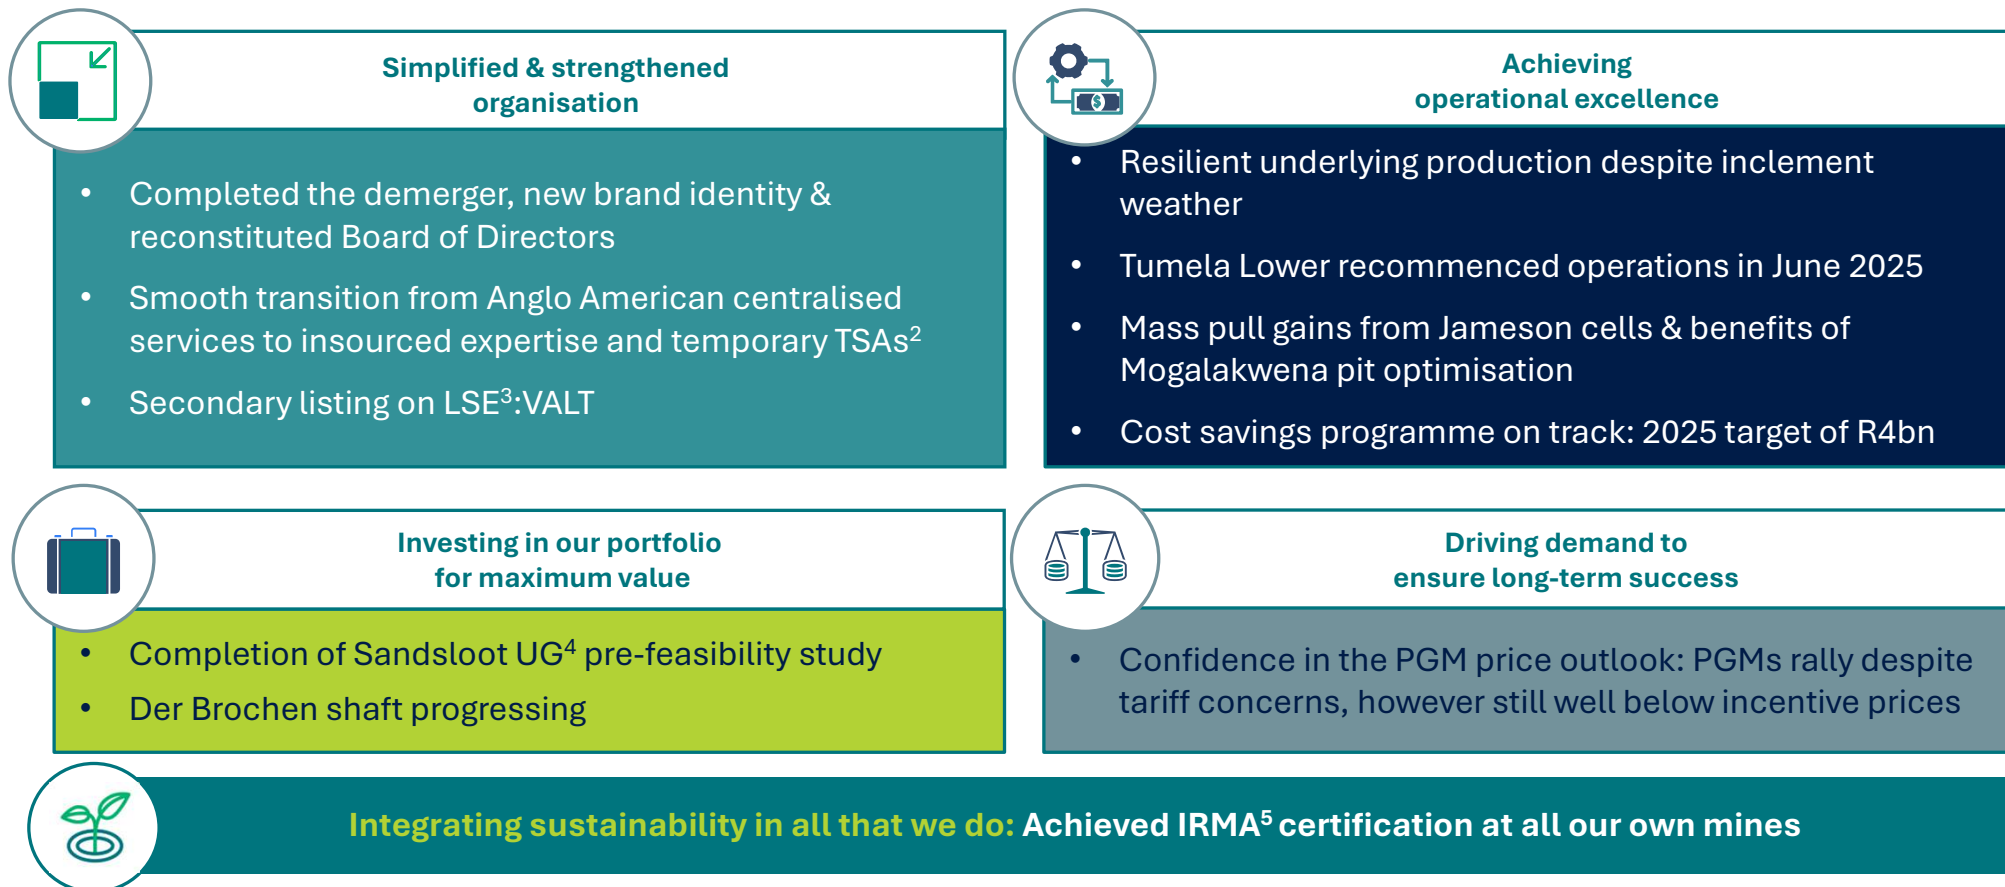 Simplified & strengthened
organisation
• Completed the demerger, new brand identity &
reconstituted Board of Directors
• Smooth transition from Anglo American centralised
services to insourced expertise and temporary TSAs²
• Secondary listing on LSE³:VALT
Achieving
operational excellence
• Resilient underlying production despite inclement
weather
• Tumela Lower recommenced operations in June 2025
• Mass pull gains from Jameson cells & benefits of
Mogalakwena pit optimisation
• Cost savings programme on track: 2025 target of R4bn
Investing in our portfolio
for maximum value
• Completion of Sandsloot UG⁴ pre-feasibility study
• Der Brochen shaft progressing
Driving demand to
ensure long-term success
• Confidence in the PGM price outlook: PGMs rally despite
tariff concerns, however still well below incentive prices
Integrating sustainability in all that we do: Achieved IRMA⁵ certification at all our own mines